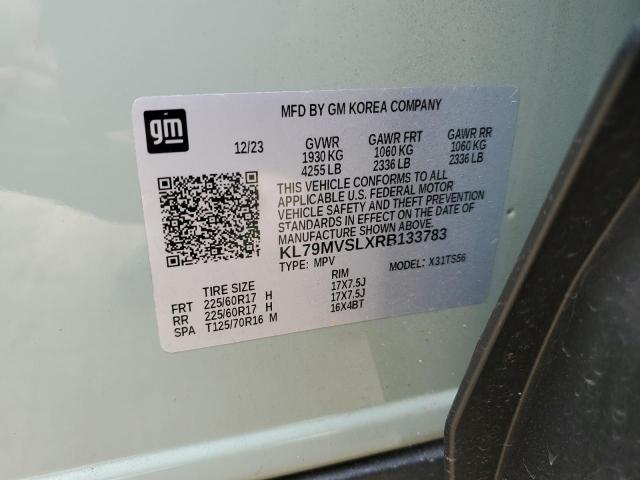 MFD BY GM KOREA COMPANY
gm
12/23 GVWR GAWR FRT GAWR RR
1930 KG 1060 KG 1060 KG
4255 LB 2336 LB 2336 LB
THIS VEHICLE CONFORMS TO ALL
APPLICABLE U.S. FEDERAL MOTOR
VEHICLE SAFETY AND THEFT PREVENTION
STANDARDS IN EFFECT ON THE DATE OF
MANUFACTURE SHOWN ABOVE.
KL79MVSLXRB133783
TYPE: MPV MODEL: X31TS56
TIRE SIZE RIM
FRT 225/60R17 H 17X7.5J
RR 225/60R17 H 17X7.5J
SPA T125/70R16 M 16X4BT